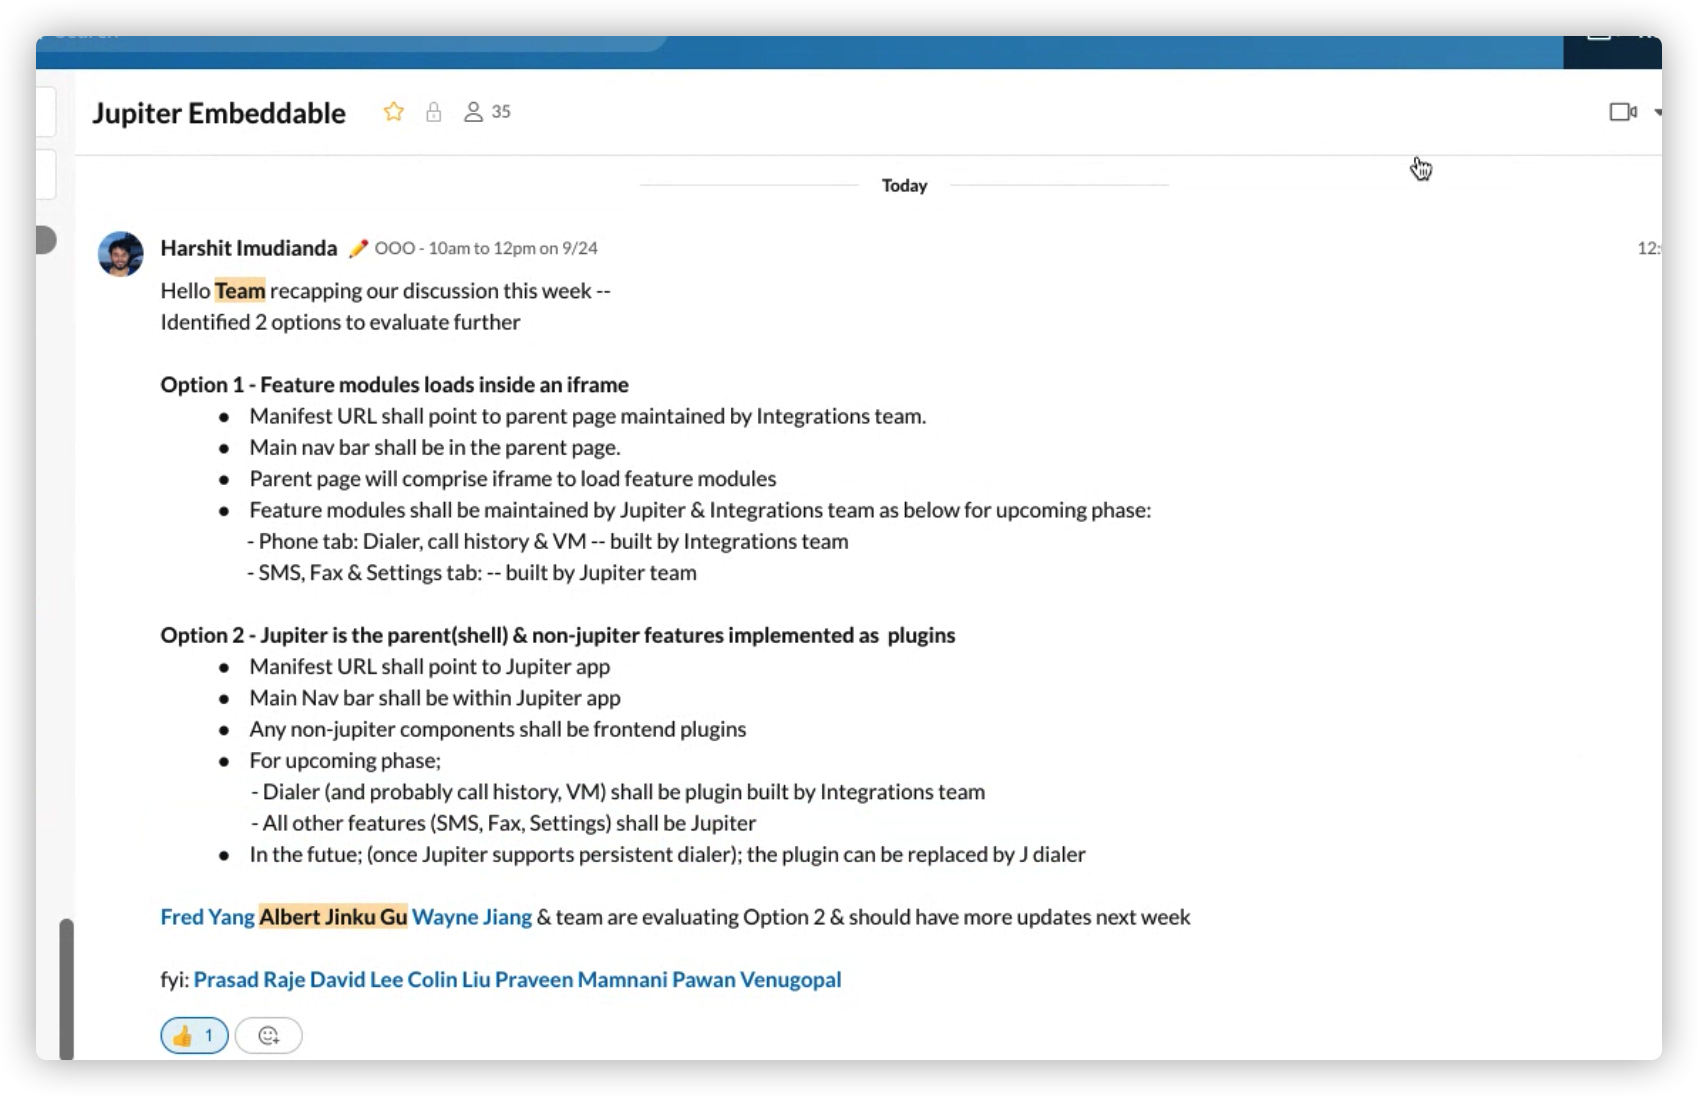 Jupiter Embeddable 35
Today
Harshit Imudianda OOO - 10am to 12pm on 9/24
Hello Team recapping our discussion this week --
Identified 2 options to evaluate further
Option 1 - Feature modules loads inside an iframe
● Manifest URL shall point to parent page maintained by Integrations team.
● Main nav bar shall be in the parent page.
● Parent page will comprise iframe to load feature modules
● Feature modules shall be maintained by Jupiter & Integrations team as below for upcoming phase:
- Phone tab: Dialer, call history & VM -- built by Integrations team
- SMS, Fax & Settings tab: -- built by Jupiter team
Option 2 - Jupiter is the parent(shell) & non-jupiter features implemented as plugins
● Manifest URL shall point to Jupiter app
● Main Nav bar shall be within Jupiter app
● Any non-jupiter components shall be frontend plugins
● For upcoming phase;
- Dialer (and probably call history, VM) shall be plugin built by Integrations team
- All other features (SMS, Fax, Settings) shall be Jupiter
● In the futue; (once Jupiter supports persistent dialer); the plugin can be replaced by J dialer
Fred Yang Albert Jinku Gu Wayne Jiang & team are evaluating Option 2 & should have more updates next week
fyi: Prasad Raje David Lee Colin Liu Praveen Mamnani Pawan Venugopal
👍 1